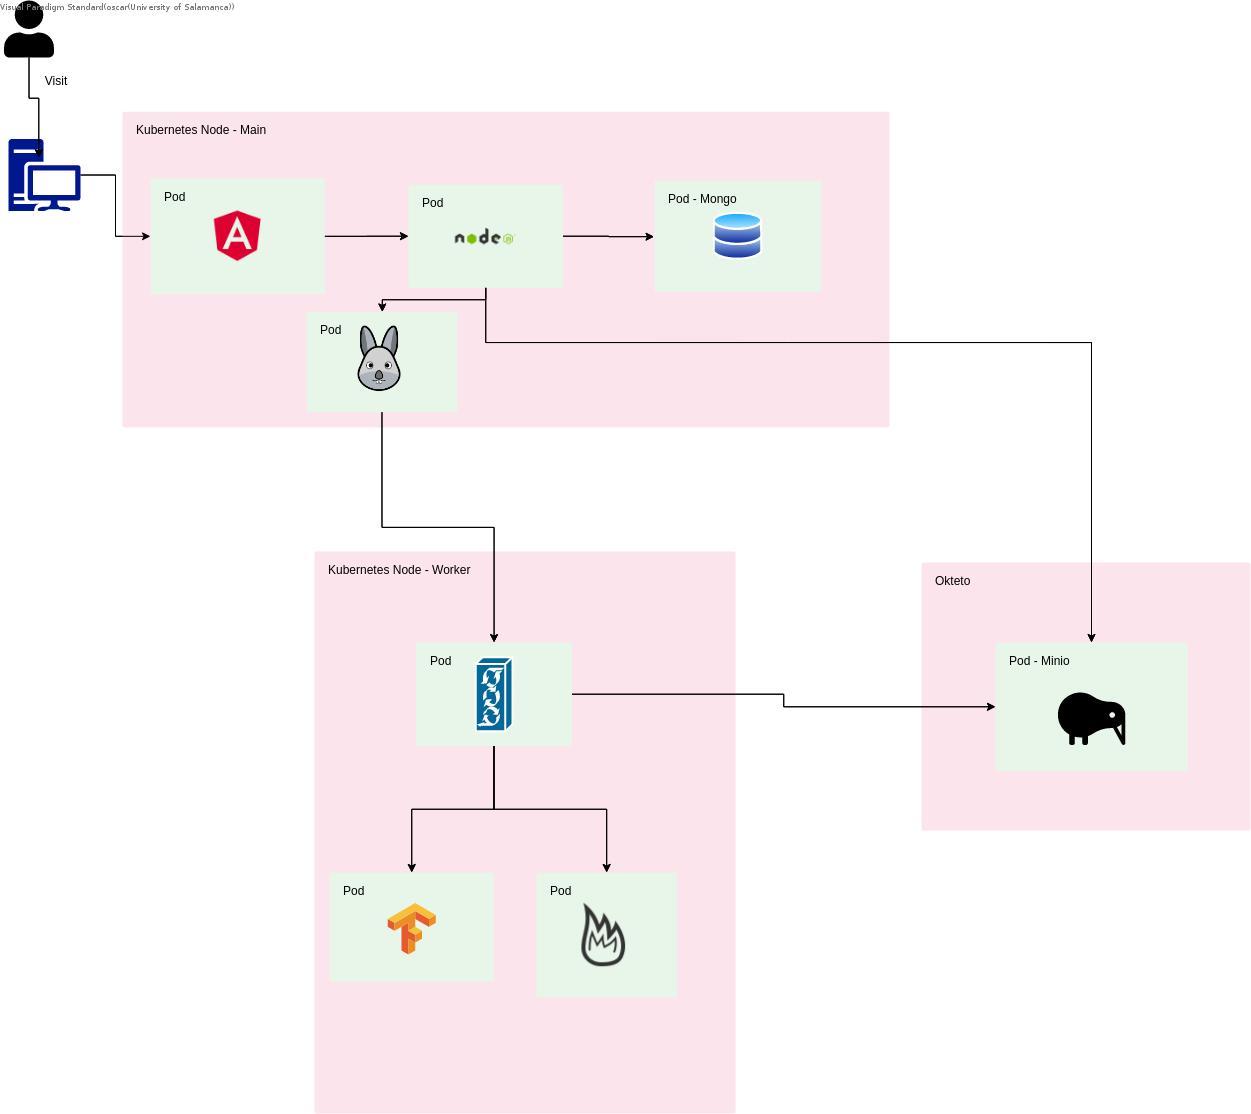 Visual Paradigm Standard(oscar(University of Salamanca))
Visit
Kubernetes Node - Main
Pod
Pod
Pod - Mongo
node
Pod
Kubernetes Node - Worker
Okteto
Pod
Pod - Minio
Pod
Pod